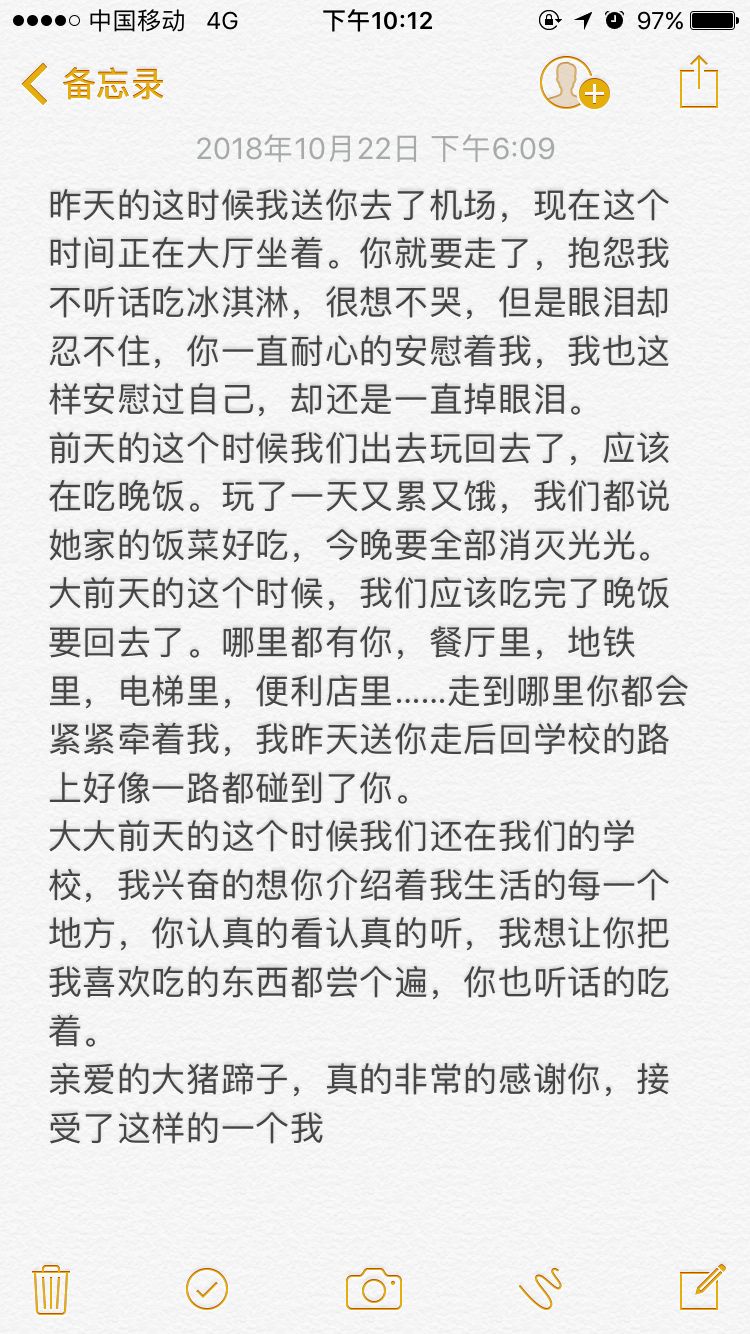 中国移动 4G 下午10:12 97%
备忘录
2018年10月22日 下午6:09
昨天的这时候我送你去了机场，现在这个
时间正在大厅坐着。你就要走了，抱怨我
不听话吃冰淇淋，很想不哭，但是眼泪却
忍不住，你一直耐心的安慰着我，我也这
样安慰过自己，却还是一直掉眼泪。
前天的这个时候我们出去玩回去了，应该
在吃晚饭。玩了一天又累又饿，我们都说
她家的饭菜好吃，今晚要全部消灭光光。
大前天的这个时候，我们应该吃完了晚饭
要回去了。哪里都有你，餐厅里，地铁
里，电梯里，便利店里……走到哪里你都会
紧紧牵着我，我昨天送你走后回学校的路
上好像一路都碰到了你。
大大前天的这个时候我们还在我们的学
校，我兴奋的想你介绍着我生活的每一个
地方，你认真的看认真的听，我想让你把
我喜欢吃的东西都尝个遍，你也听话的吃
着。
亲爱的大猪蹄子，真的非常的感谢你，接
受了这样的一个我